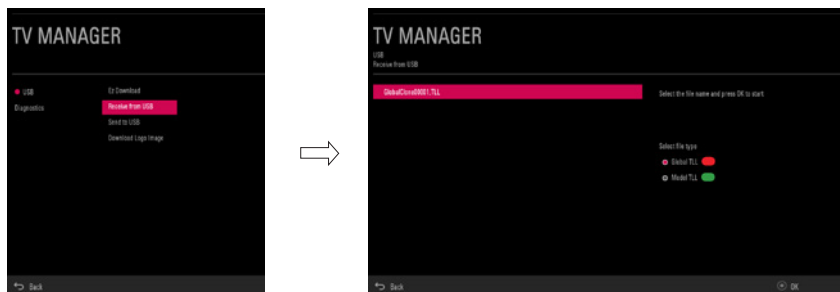 TV MANAGER
USB
Diagnostics
Ez Download
Receive from USB
Send to USB
Download Logo Image
Back
TV MANAGER
USB
Receive from USB
GlobalClone00001.TLL
Select the file name and press OK to start
Select file type
Global TLL
Model TLL
Back
OK